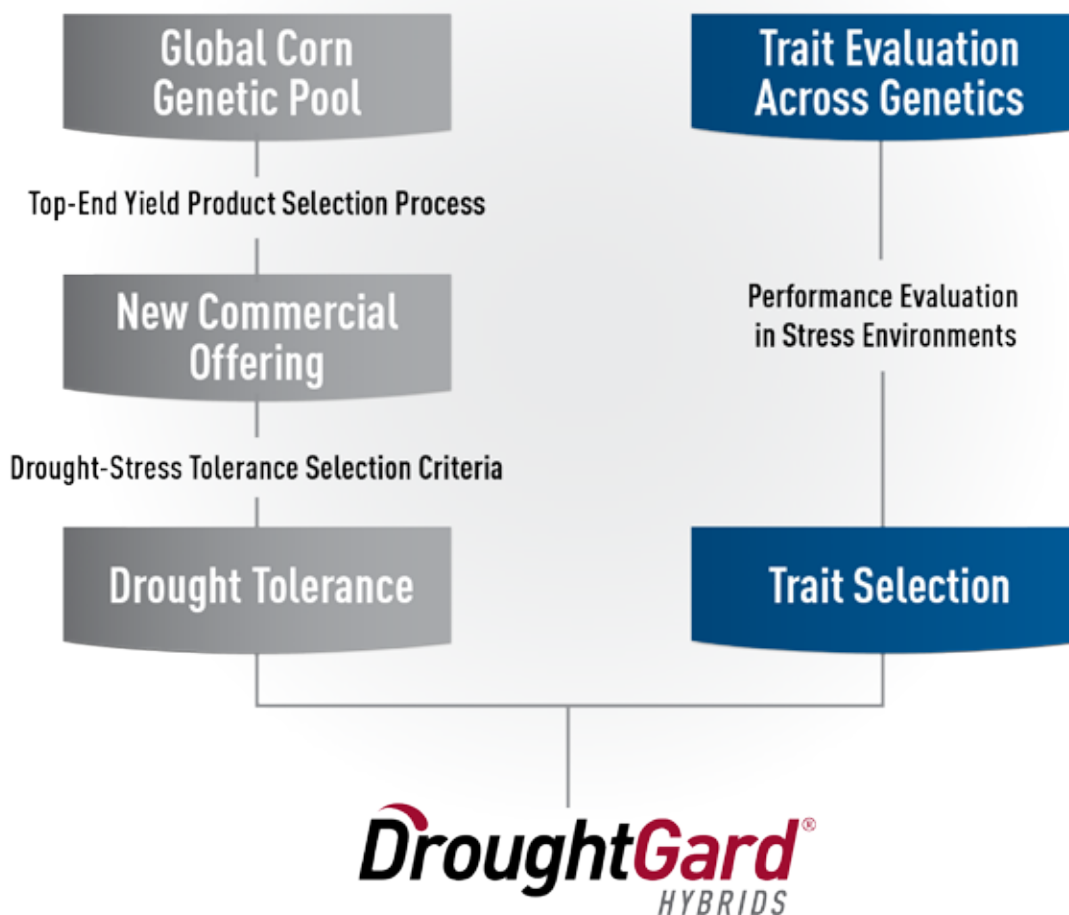 Global Corn
Genetic Pool
Top-End Yield Product Selection Process
New Commercial
Offering
Drought-Stress Tolerance Selection Criteria
Drought Tolerance
Trait Evaluation
Across Genetics
Performance Evaluation
in Stress Environments
Trait Selection
DroughtGard®
HYBRIDS